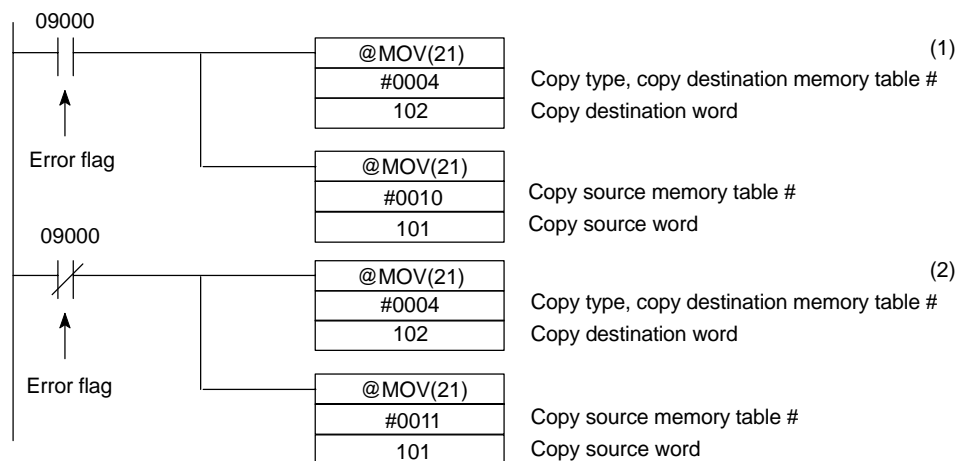 09000
(1)
@MOV(21)
#0004 Copy type, copy destination memory table #
102 Copy destination word
Error flag
@MOV(21)
#0010 Copy source memory table #
101 Copy source word
09000
(2)
@MOV(21)
#0004 Copy type, copy destination memory table #
102 Copy destination word
Error flag
@MOV(21)
#0011 Copy source memory table #
101 Copy source word